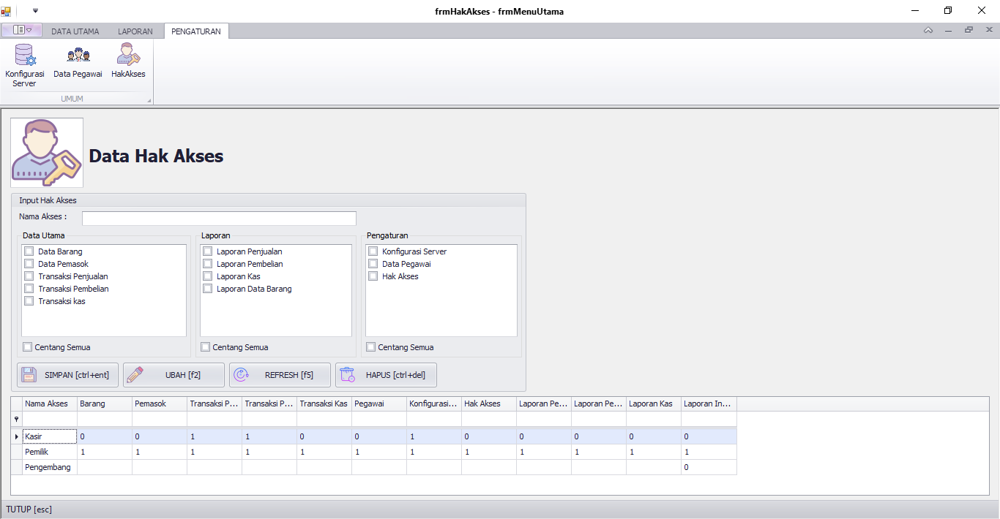 frmHakAkses - frmMenuUtama
DATA UTAMA LAPORAN PENGATURAN
Konfigurasi Server Data Pegawai HakAkses
UMUM
Data Hak Akses
Input Hak Akses
Nama Akses :
Data Utama
Data Barang
Data Pemasok
Transaksi Penjualan
Transaksi Pembelian
Transaksi kas
Centang Semua
Laporan
Laporan Penjualan
Laporan Pembelian
Laporan Kas
Laporan Data Barang
Centang Semua
Pengaturan
Konfigurasi Server
Data Pegawai
Hak Akses
Centang Semua
SIMPAN [ctrl+ent] UBAH [f2] REFRESH [f5] HAPUS [ctrl+del]
Nama Akses Barang Pemasok Transaksi P... Transaksi P... Transaksi Kas Pegawai Konfigurasi... Hak Akses Laporan Pe... Laporan Pe... Laporan Kas Laporan In...
Kasir 0 0 1 1 0 0 1 0 0 0 0 0
Pemilik 1 1 1 1 1 1 1 1 1 1 1 1
Pengembang 0
TUTUP [esc]